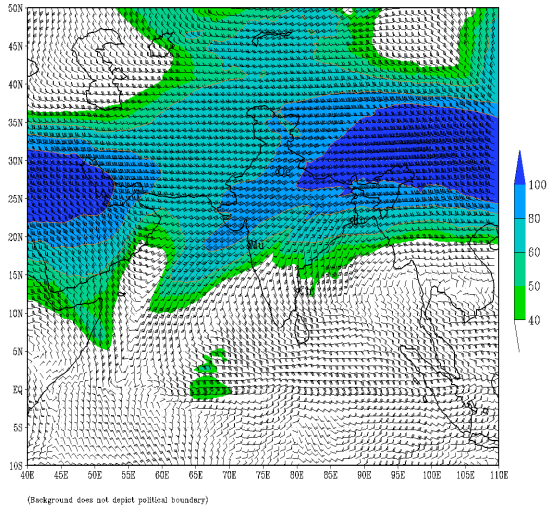 50N
45N
40N
35N
30N
25N
20N
15N
10N
5N
EQ
5S
10S
40E 45E 50E 55E 60E 65E 70E 75E 80E 85E 90E 95E 100E 105E 110E
100
80
60
50
40
Mu
(Background does not depict political boundary)